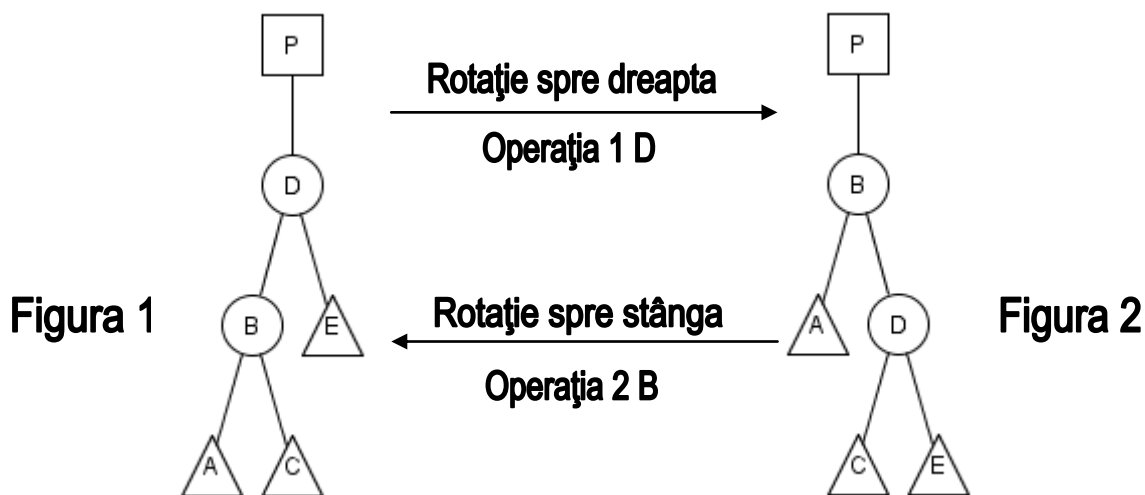 P
P
Rotaţie spre dreapta
Operaţia 1 D
D
B
Figura 1
B
E
Rotaţie spre stânga
A
D
Figura 2
Operaţia 2 B
A
C
C
E